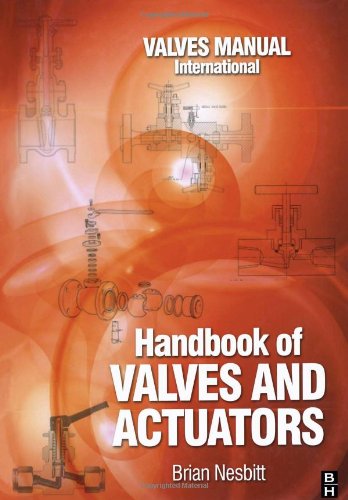 VALVES MANUAL
International
Handbook of
VALVES AND
ACTUATORS
Brian Nesbitt
B
H